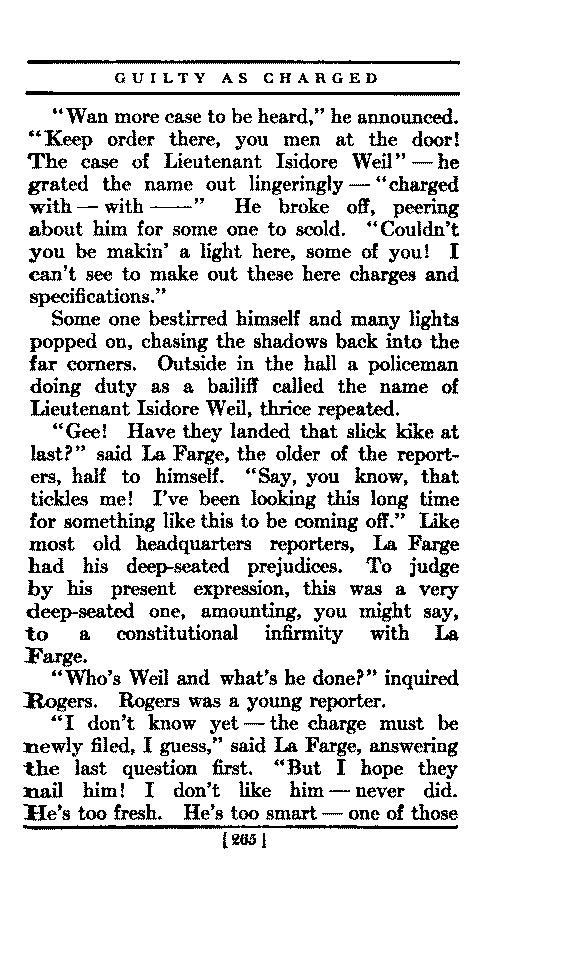 GUILTY AS CHARGED
“Wan more case to be heard,” he announced.
“Keep order there, you men at the door!
The case of Lieutenant Isidore Weil” — he
grated the name out lingeringly — “charged
with — with ——” He broke off, peering
about him for some one to scold. “Couldn't
you be makin' a light here, some of you! I
can't see to make out these here charges and
specifications.”
Some one bestirred himself and many lights
popped on, chasing the shadows back into the
far corners. Outside in the hall a policeman
doing duty as a bailiff called the name of
Lieutenant Isidore Weil, thrice repeated.
“Gee! Have they landed that slick kike at
last?” said La Farge, the older of the report-
ers, half to himself. “Say, you know, that
tickles me! I've been looking this long time
for something like this to be coming off.” Like
most old headquarters reporters, La Farge
had his deep-seated prejudices. To judge
by his present expression, this was a very
deep-seated one, amounting, you might say,
to a constitutional infirmity with La
Farge.
“Who's Weil and what's he done?” inquired
Rogers. Rogers was a young reporter.
“I don't know yet — the charge must be
newly filed, I guess,” said La Farge, answering
the last question first. “But I hope they
nail him! I don't like him — never did.
He's too fresh. He's too smart — one of those
[ 265 ]